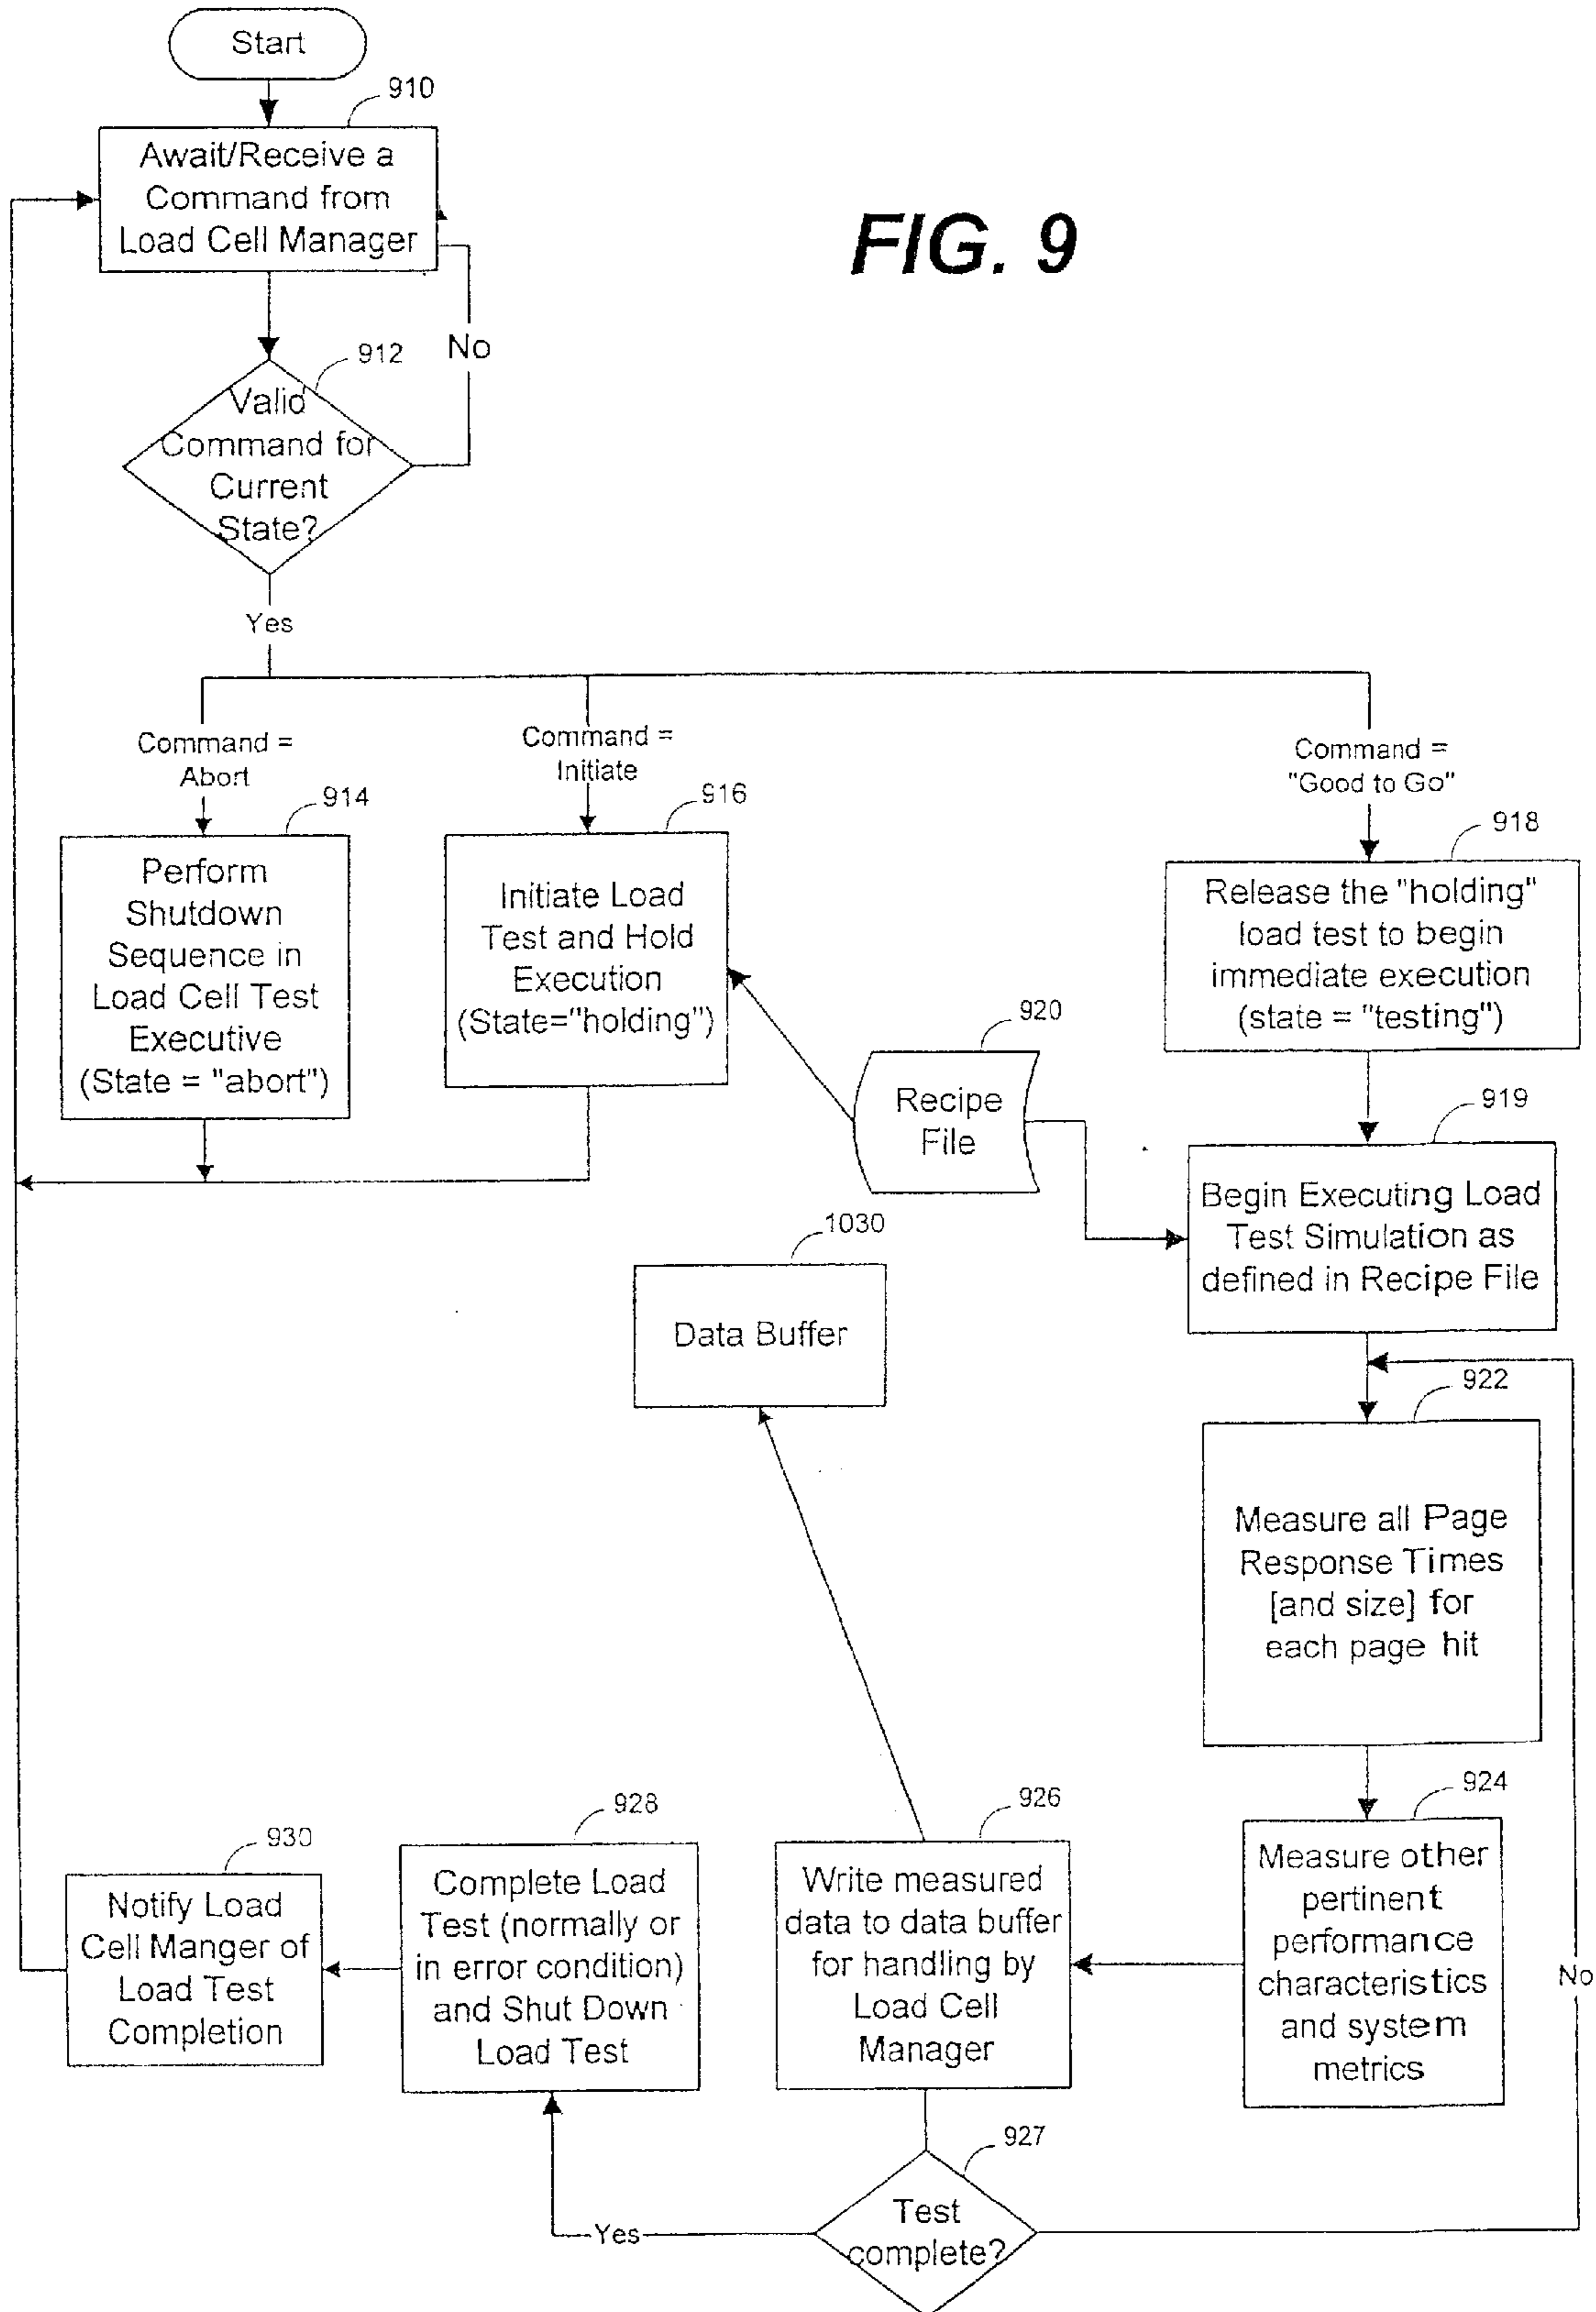 Start
910
Await/Receive a
Command from
Load Cell Manager
FIG. 9
No
912
Valid
Command for
Current
State?
Yes
Command =
Abort
Command =
Initiate
Command =
"Good to Go"
914
Perform
Shutdown
Sequence in
Load Cell Test
Executive
(State = "abort")
916
Initiate Load
Test and Hold
Execution
(State="holding")
918
Release the "holding"
load test to begin
immediate execution
(state = "testing")
920
Recipe
File
919
Begin Executing Load
Test Simulation as
defined in Recipe File
1030
Data Buffer
922
Measure all Page
Response Times
[and size] for
each page hit
924
Measure other
pertinent
performance
characteristics
and system
metrics
No
926
Write measured
data to data buffer
for handling by
Load Cell
Manager
928
Complete Load
Test (normally or
in error condition)
and Shut Down
Load Test
930
Notify Load
Cell Manger of
Load Test
Completion
927
Test
complete?
Yes